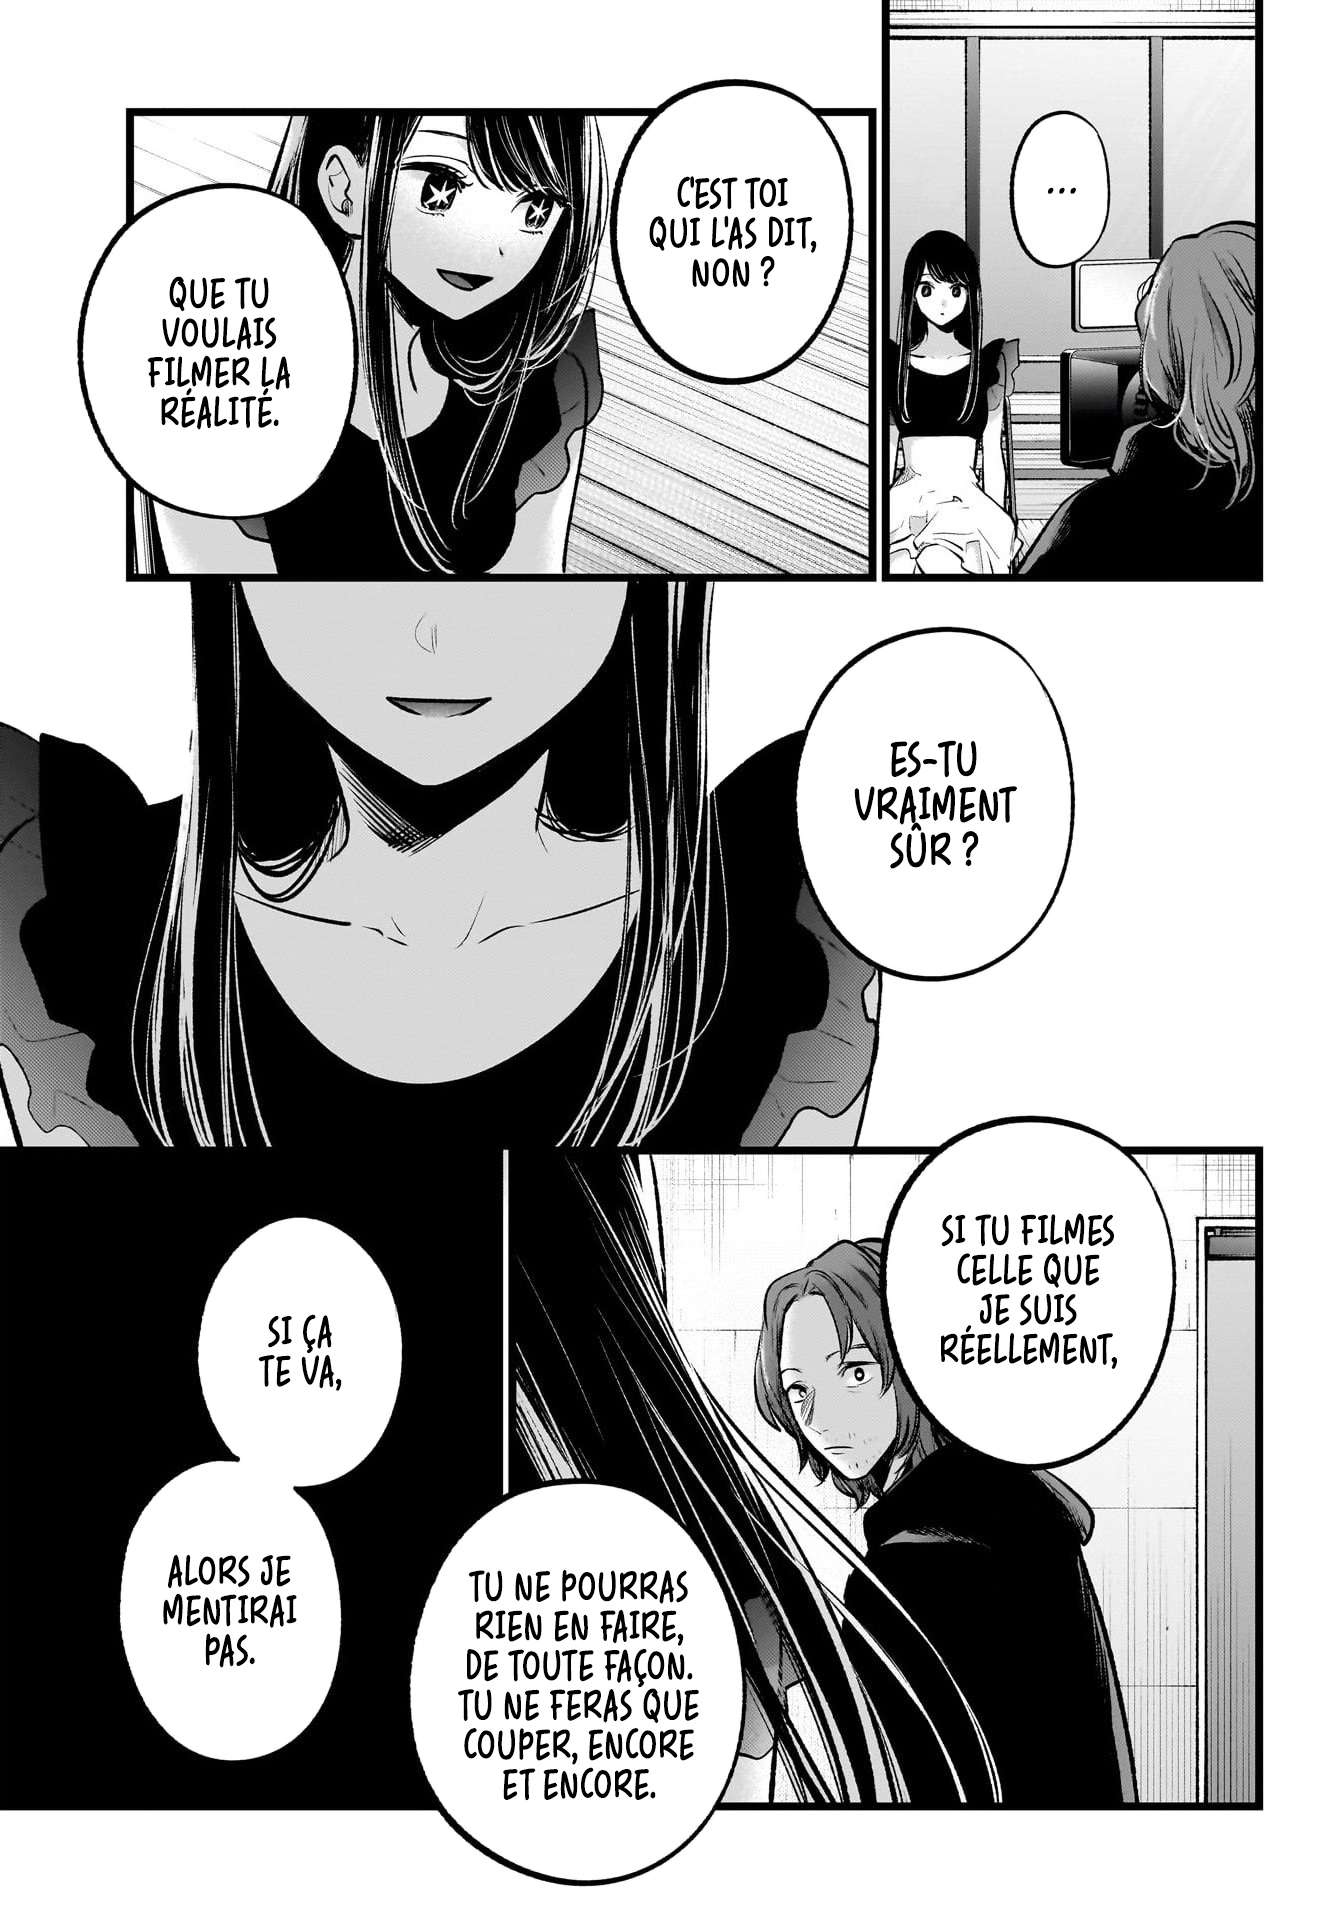 ...
C'EST TOI
QUI L'AS DIT,
NON ?
QUE TU
VOULAIS
FILMER LA
RÉALITÉ.
ES-TU
VRAIMENT
SÛR ?
SI TU FILMES
CELLE QUE
JE SUIS
RÉELLEMENT,
TU NE POURRAS
RIEN EN FAIRE,
DE TOUTE FAÇON.
TU NE FERAS QUE
COUPER, ENCORE
ET ENCORE.
SI ÇA
TE VA,
ALORS JE
MENTIRAI
PAS.